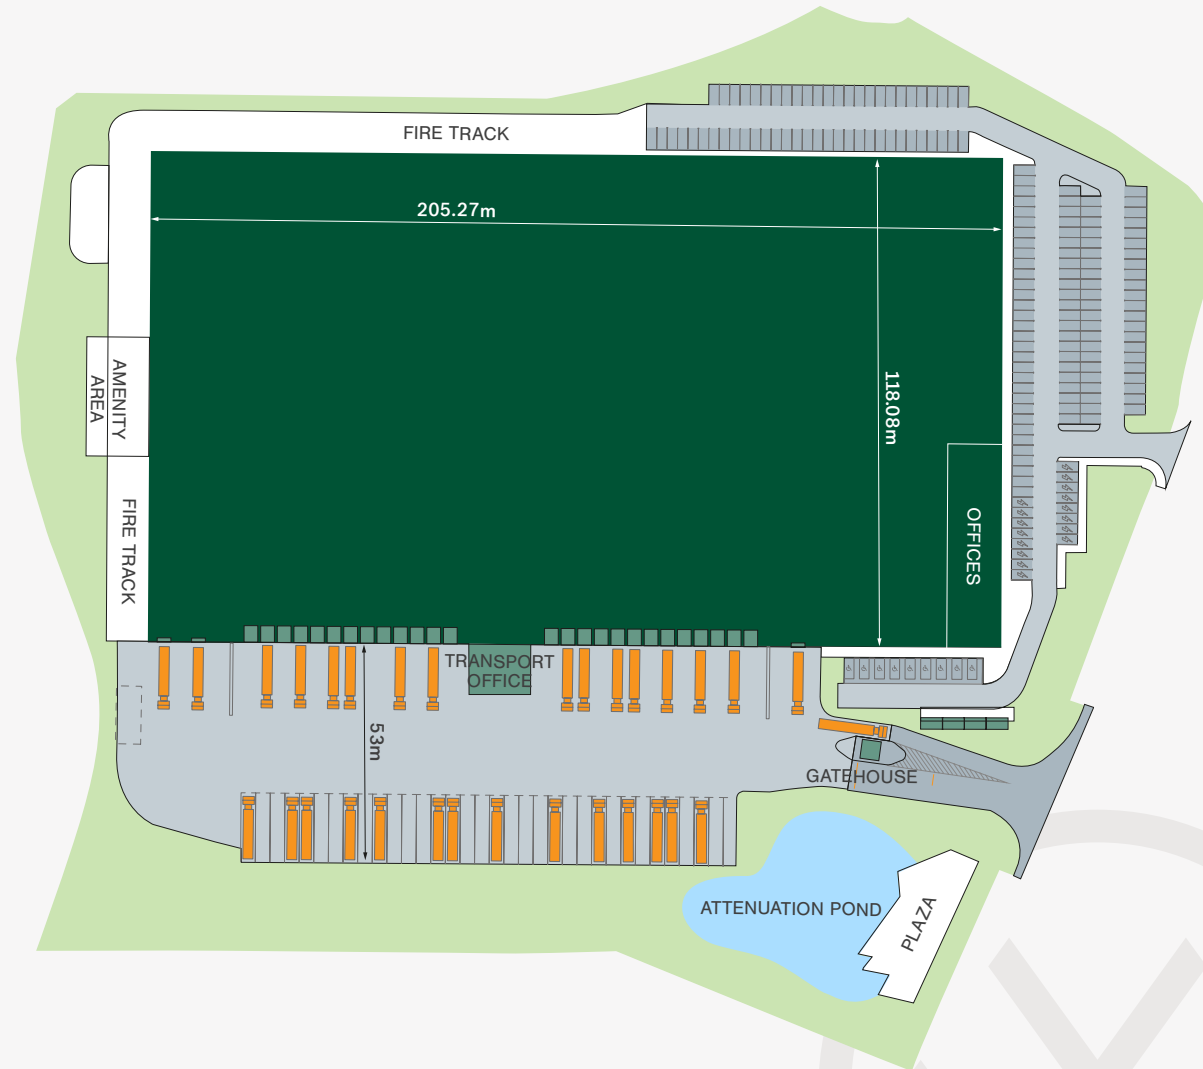 FIRE TRACK
205.27m
118.08m
AMENITY
AREA
FIRE TRACK
OFFICES
TRANSPORT
OFFICE
53m
GATEHOUSE
ATTENUATION POND
PLAZA